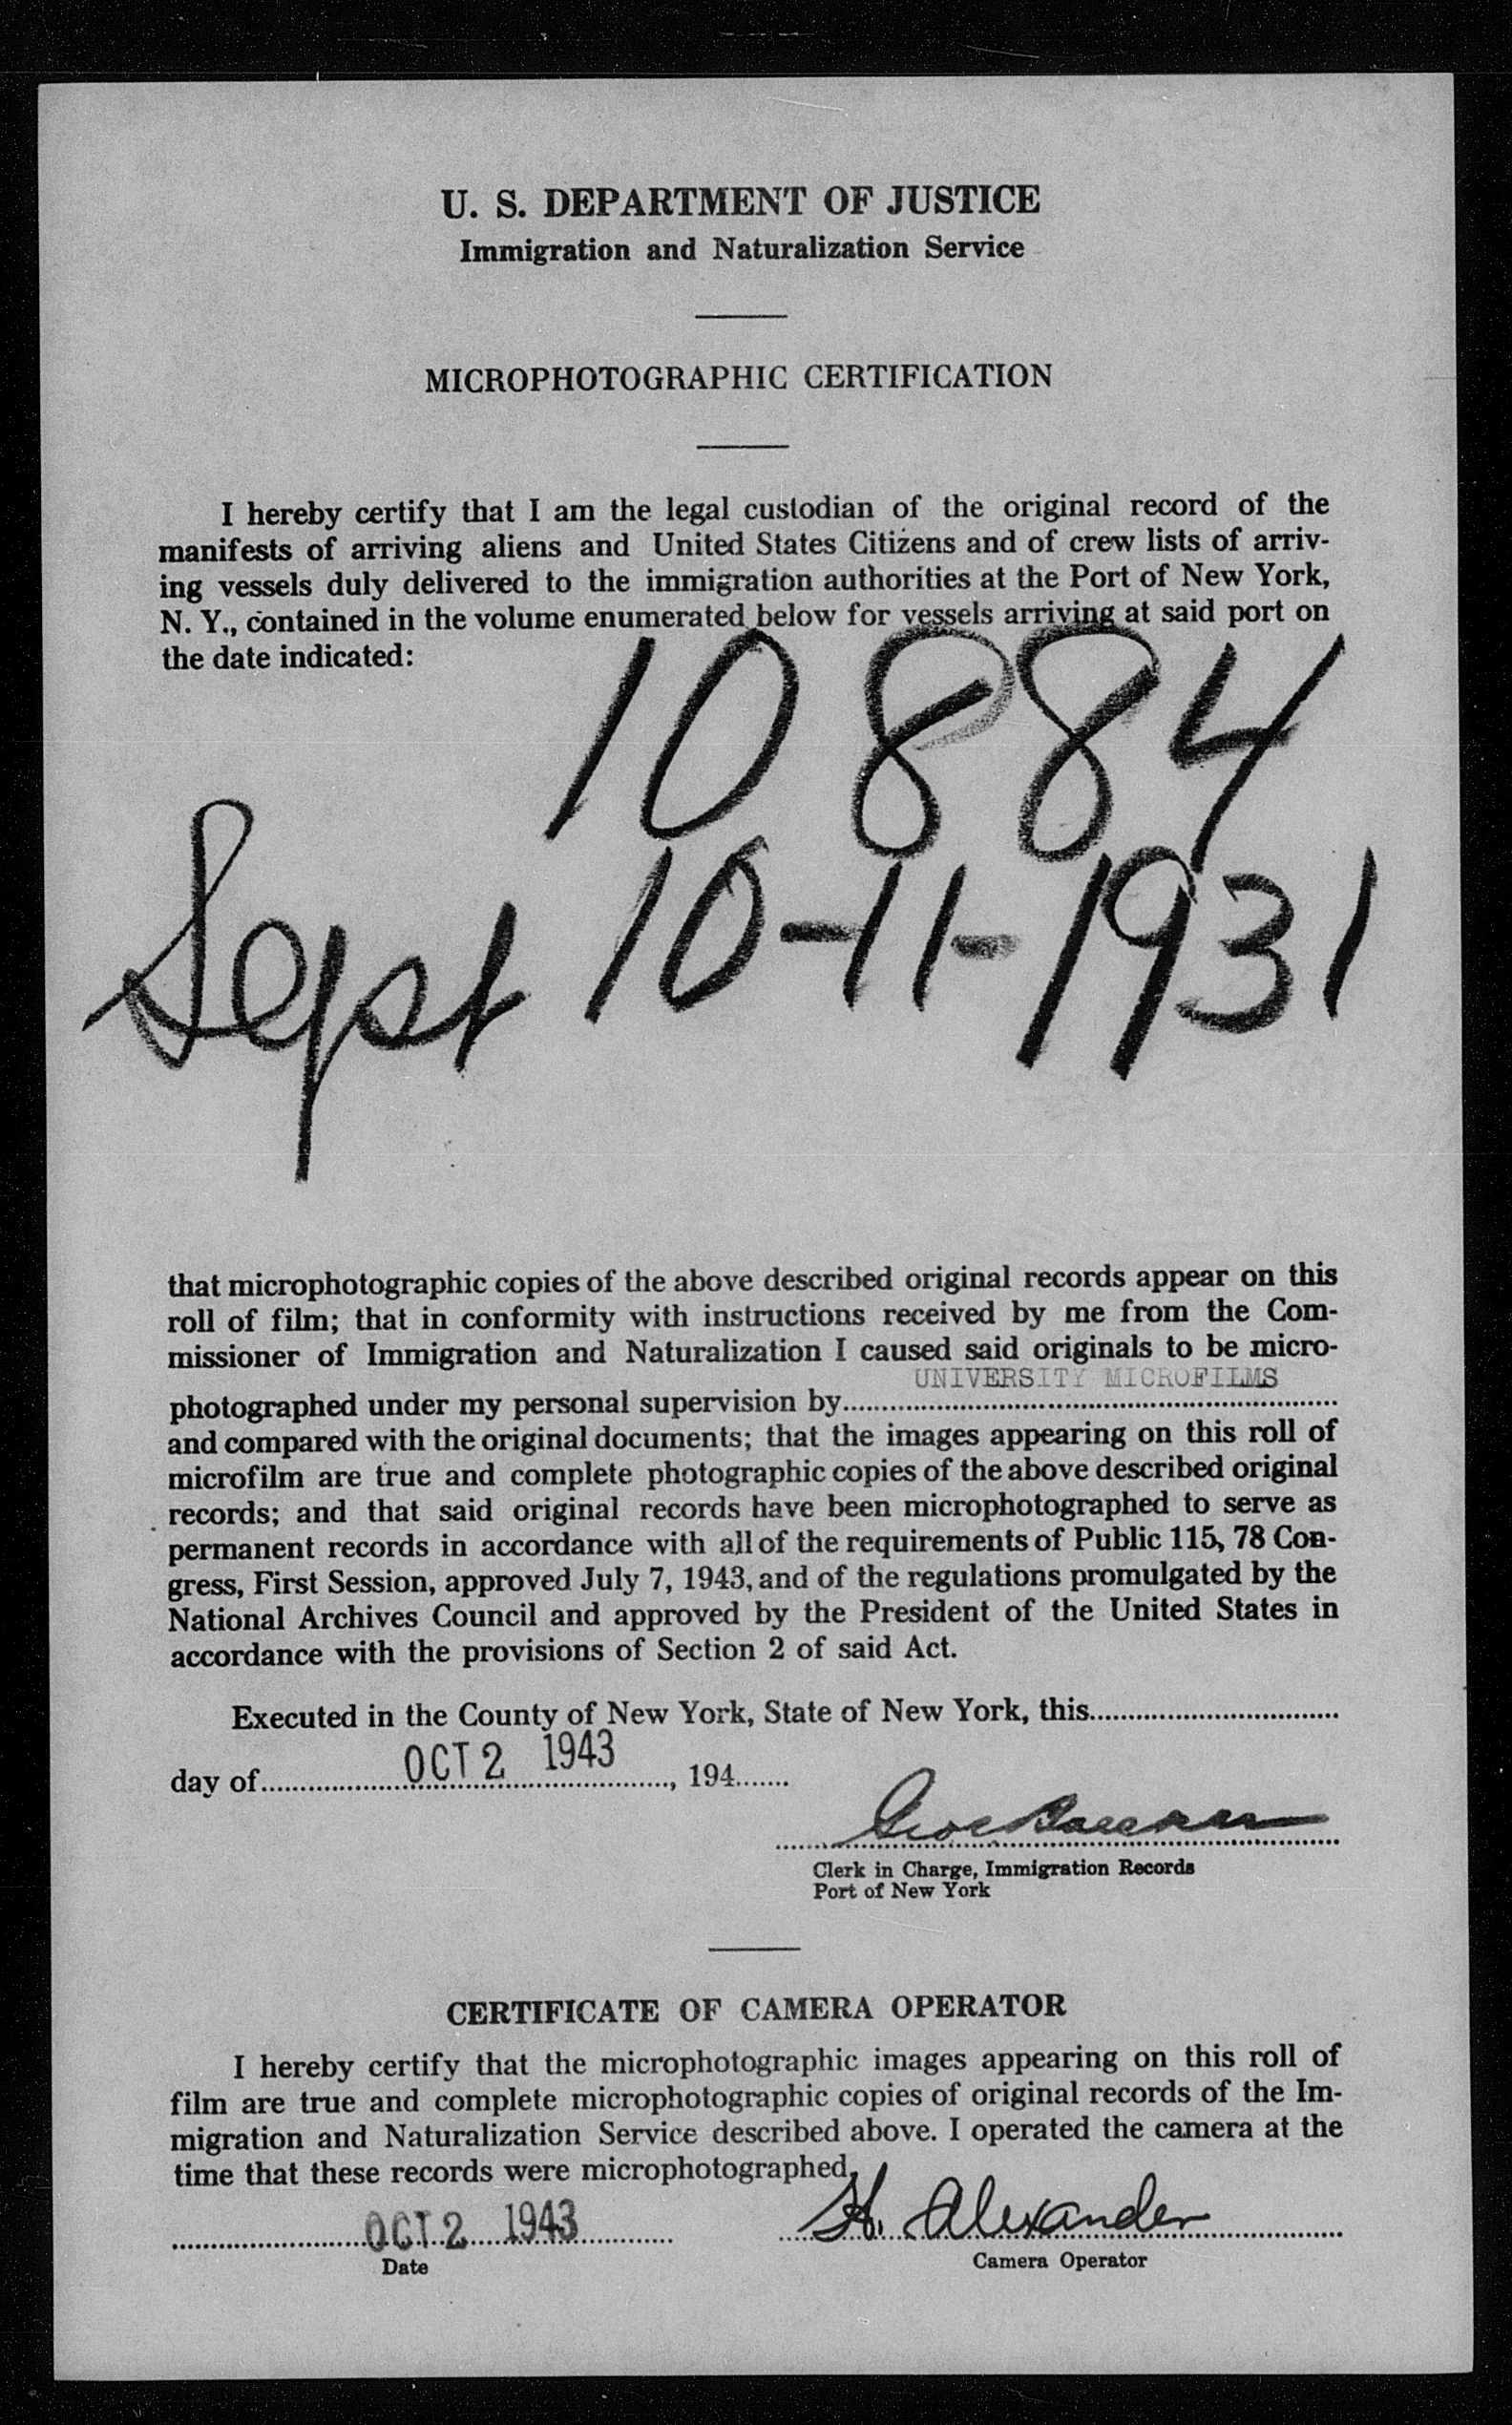 U. S. DEPARTMENT OF JUSTICE
Immigration and Naturalization Service
MICROPHOTOGRAPHIC CERTIFICATION
I hereby certify that I am the legal custodian of the original record of the
manifests of arriving aliens and United States Citizens and of crew lists of arriv-
ing vessels duly delivered to the immigration authorities at the Port of New York,
N. Y., contained in the volume enumerated below for vessels arriving at said port on
the date indicated:
10884
Sept 10-11-1931
that microphotographic copies of the above described original records appear on this
roll of film; that in conformity with instructions received by me from the Com-
missioner of Immigration and Naturalization I caused said originals to be micro-
UNIVERSITY MICROFILMS
photographed under my personal supervision by
and compared with the original documents; that the images appearing on this roll of
microfilm are true and complete photographic copies of the above described original
records; and that said original records have been microphotographed to serve as
permanent records in accordance with all of the requirements of Public 115, 78 Con-
gress, First Session, approved July 7, 1943, and of the regulations promulgated by the
National Archives Council and approved by the President of the United States in
accordance with the provisions of Section 2 of said Act.
Executed in the County of New York, State of New York, this
day of OCT 2 1943, 194
Clerk in Charge, Immigration Records
Port of New York
CERTIFICATE OF CAMERA OPERATOR
I hereby certify that the microphotographic images appearing on this roll of
film are true and complete microphotographic copies of original records of the Im-
migration and Naturalization Service described above. I operated the camera at the
time that these records were microphotographed.
OCT 2 1943 H. Alexander
Date Camera Operator